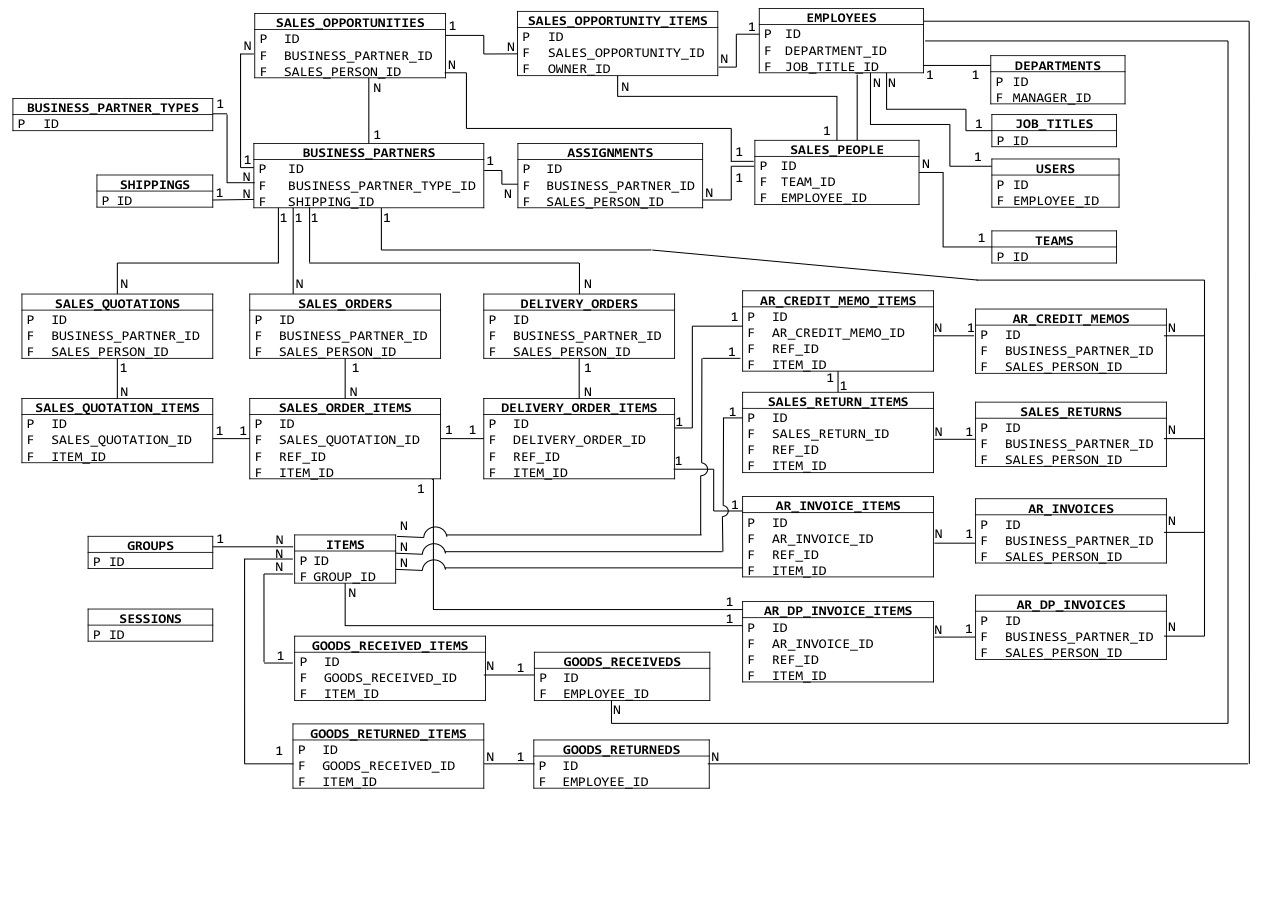 SALES_OPPORTUNITIES
P ID
F BUSINESS_PARTNER_ID
F SALES_PERSON_ID
1
N
N
N
1
1
SALES_OPPORTUNITY_ITEMS
P ID
F SALES_OPPORTUNITY_ID
F OWNER_ID
N
N
1
EMPLOYEES
P ID
F DEPARTMENT_ID
F JOB_TITLE_ID
1
N
N
1
DEPARTMENTS
P ID
F MANAGER_ID
1
JOB_TITLES
P ID
1
USERS
P ID
F EMPLOYEE_ID
1
TEAMS
P ID
BUSINESS_PARTNER_TYPES
P ID
1
N
SHIPPINGS
P ID
1
N
BUSINESS_PARTNERS
P ID
F BUSINESS_PARTNER_TYPE_ID
F SHIPPING_ID
1
N
ASSIGNMENTS
P ID
F BUSINESS_PARTNER_ID
F SALES_PERSON_ID
N
1
1
1
SALES_PEOPLE
P ID
F TEAM_ID
F EMPLOYEE_ID
N
1
1
1
1
N
N
N
SALES_QUOTATIONS
P ID
F BUSINESS_PARTNER_ID
F SALES_PERSON_ID
1
N
SALES_ORDERS
P ID
F BUSINESS_PARTNER_ID
F SALES_PERSON_ID
1
N
DELIVERY_ORDERS
P ID
F BUSINESS_PARTNER_ID
F SALES_PERSON_ID
1
N
AR_CREDIT_MEMO_ITEMS
P ID
F AR_CREDIT_MEMO_ID
F REF_ID
F ITEM_ID
1
1
N
1
AR_CREDIT_MEMOS
P ID
F BUSINESS_PARTNER_ID
F SALES_PERSON_ID
N
1
1
SALES_QUOTATION_ITEMS
P ID
F SALES_QUOTATION_ID
F ITEM_ID
1
1
SALES_ORDER_ITEMS
P ID
F SALES_QUOTATION_ID
F REF_ID
F ITEM_ID
1
1
1
DELIVERY_ORDER_ITEMS
P ID
F DELIVERY_ORDER_ID
F REF_ID
F ITEM_ID
1
1
SALES_RETURN_ITEMS
P ID
F SALES_RETURN_ID
F REF_ID
F ITEM_ID
1
N
1
SALES_RETURNS
P ID
F BUSINESS_PARTNER_ID
F SALES_PERSON_ID
N
AR_INVOICE_ITEMS
P ID
F AR_INVOICE_ID
F REF_ID
F ITEM_ID
1
N
1
AR_INVOICES
P ID
F BUSINESS_PARTNER_ID
F SALES_PERSON_ID
N
GROUPS
P ID
1
N
N
N
ITEMS
P ID
F GROUP_ID
N
N
N
N
SESSIONS
P ID
AR_DP_INVOICE_ITEMS
P ID
F AR_INVOICE_ID
F REF_ID
F ITEM_ID
1
1
N
1
AR_DP_INVOICES
P ID
F BUSINESS_PARTNER_ID
F SALES_PERSON_ID
N
1
GOODS_RECEIVED_ITEMS
P ID
F GOODS_RECEIVED_ID
F ITEM_ID
N
1
GOODS_RECEIVEDS
P ID
F EMPLOYEE_ID
N
1
GOODS_RETURNED_ITEMS
P ID
F GOODS_RECEIVED_ID
F ITEM_ID
N
1
GOODS_RETURNEDS
P ID
F EMPLOYEE_ID
N